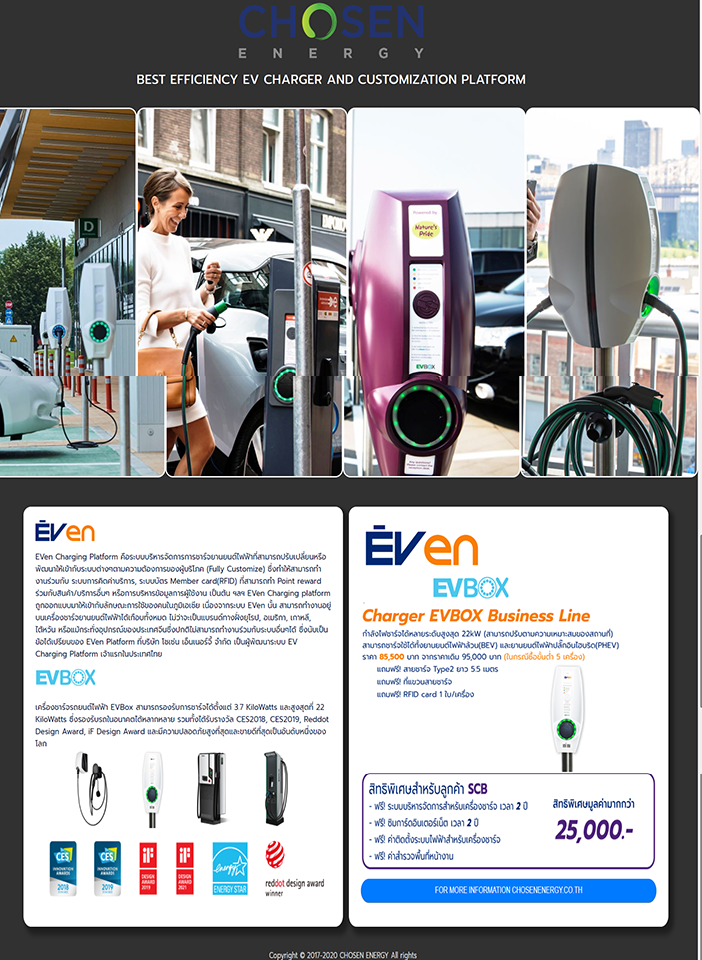 CHOSEN
ENERGY
BEST EFFICIENCY EV CHARGER AND CUSTOMIZATION PLATFORM
D
Powered by
Nature's
Pride
EVBOX
ĒVen
EVen Charging Platform คือระบบบริหารจัดการการชาร์จยานยนต์ไฟฟ้าที่สามารถปรับเปลี่ยนหรือ
พัฒนาให้เข้ากับระบบต่างๆตามความต้องการของผู้บริโภค (Fully Customize) ซึ่งทำให้สามารถทำ
งานร่วมกับ ระบบการคิดค่าบริการ, ระบบบัตร Member card(RFID) ที่สามารถทำ Point reward
ร่วมกับสินค้า/บริการอื่นๆ หรือการบริหารข้อมูลการผู้ใช้งาน เป็นต้น ฯลฯ EVen Charging platform
ถูกออกแบบมาให้เข้ากับลักษณะการใช้ของคนในภูมิเอเชีย เนื่องจากระบบ EVen นั้น สามารถทำงานอยู่
บนเครื่องชาร์จยานยนต์ไฟฟ้าได้เกือบทั้งหมด ไม่ว่าจะเป็นแบรนด์ทางฝั่งยุโรป, อเมริกา, เกาหลี,
ไต้หวัน หรือแม้กระทั่งอุปกรณ์ของประเทศจีนซึ่งปกติไม่สามารถทำงานร่วมกับระบบอื่นๆได้ ซึ่งนับเป็น
ข้อได้เปรียบของ EVen Platform ที่บริษัท โชเซ่น เอ็นเนอร์จี้ จำกัด เป็นผู้พัฒนาระบบ EV
Charging Platform เจ้าแรกในประเทศไทย
EVBOX
เครื่องชาร์จรถยนต์ไฟฟ้า EVBox สามารถรองรับการชาร์จได้ตั้งแต่ 3.7 KiloWatts และสูงสุดที่ 22
KiloWatts ซึ่งรองรับรถในอนาคตได้หลากหลาย รวมทั้งได้รับรางวัล CES2018, CES2019, Reddot
Design Award, iF Design Award และมีความปลอดภัยสูงที่สุดและขายดีที่สุดเป็นอันดับหนึ่งของ
โลก
CES
INNOVATION
AWARDS
2018
CES
INNOVATION
AWARDS
2019
iF
DESIGN
AWARD
2019
iF
DESIGN
AWARD
2021
energy
ENERGY STAR
reddot design award
winner
ĒVen
EVBOX
Charger EVBOX Business Line
กำลังไฟชาร์จได้หลายระดับสูงสุด 22kW (สามารถปรับตามความเหมาะสมของสถานที่)
สามารถชาร์จใช้ได้ทั้งยานยนต์ไฟฟ้าล้วน(BEV) และยานยนต์ไฟฟ้าปลั๊กอินไฮบริด(PHEV)
ราคา 85,500 บาท จากราคาเดิม 95,000 บาท (ในกรณีซื้อขั้นต่ำ 5 เครื่อง)
แถมฟรี! สายชาร์จ Type2 ยาว 5.5 เมตร
แถมฟรี! ที่แขวนสายชาร์จ
แถมฟรี! RFID card 1 ใบ/เครื่อง
สิทธิพิเศษสำหรับลูกค้า SCB
- ฟรี! ระบบบริหารจัดการสำหรับเครื่องชาร์จ เวลา 2 ปี
- ฟรี! ซิมการ์ดอินเตอร์เน็ต เวลา 2 ปี
- ฟรี! ค่าติดตั้งระบบไฟฟ้าสำหรับเครื่องชาร์จ
- ฟรี! ค่าสำรวจพื้นที่หน้างาน
สิทธิพิเศษมูลค่ามากกว่า
25,000.-
FOR MORE INFORMATION CHOSENENERGY.CO.TH
Copyright © 2017-2020 CHOSEN ENERGY All rights